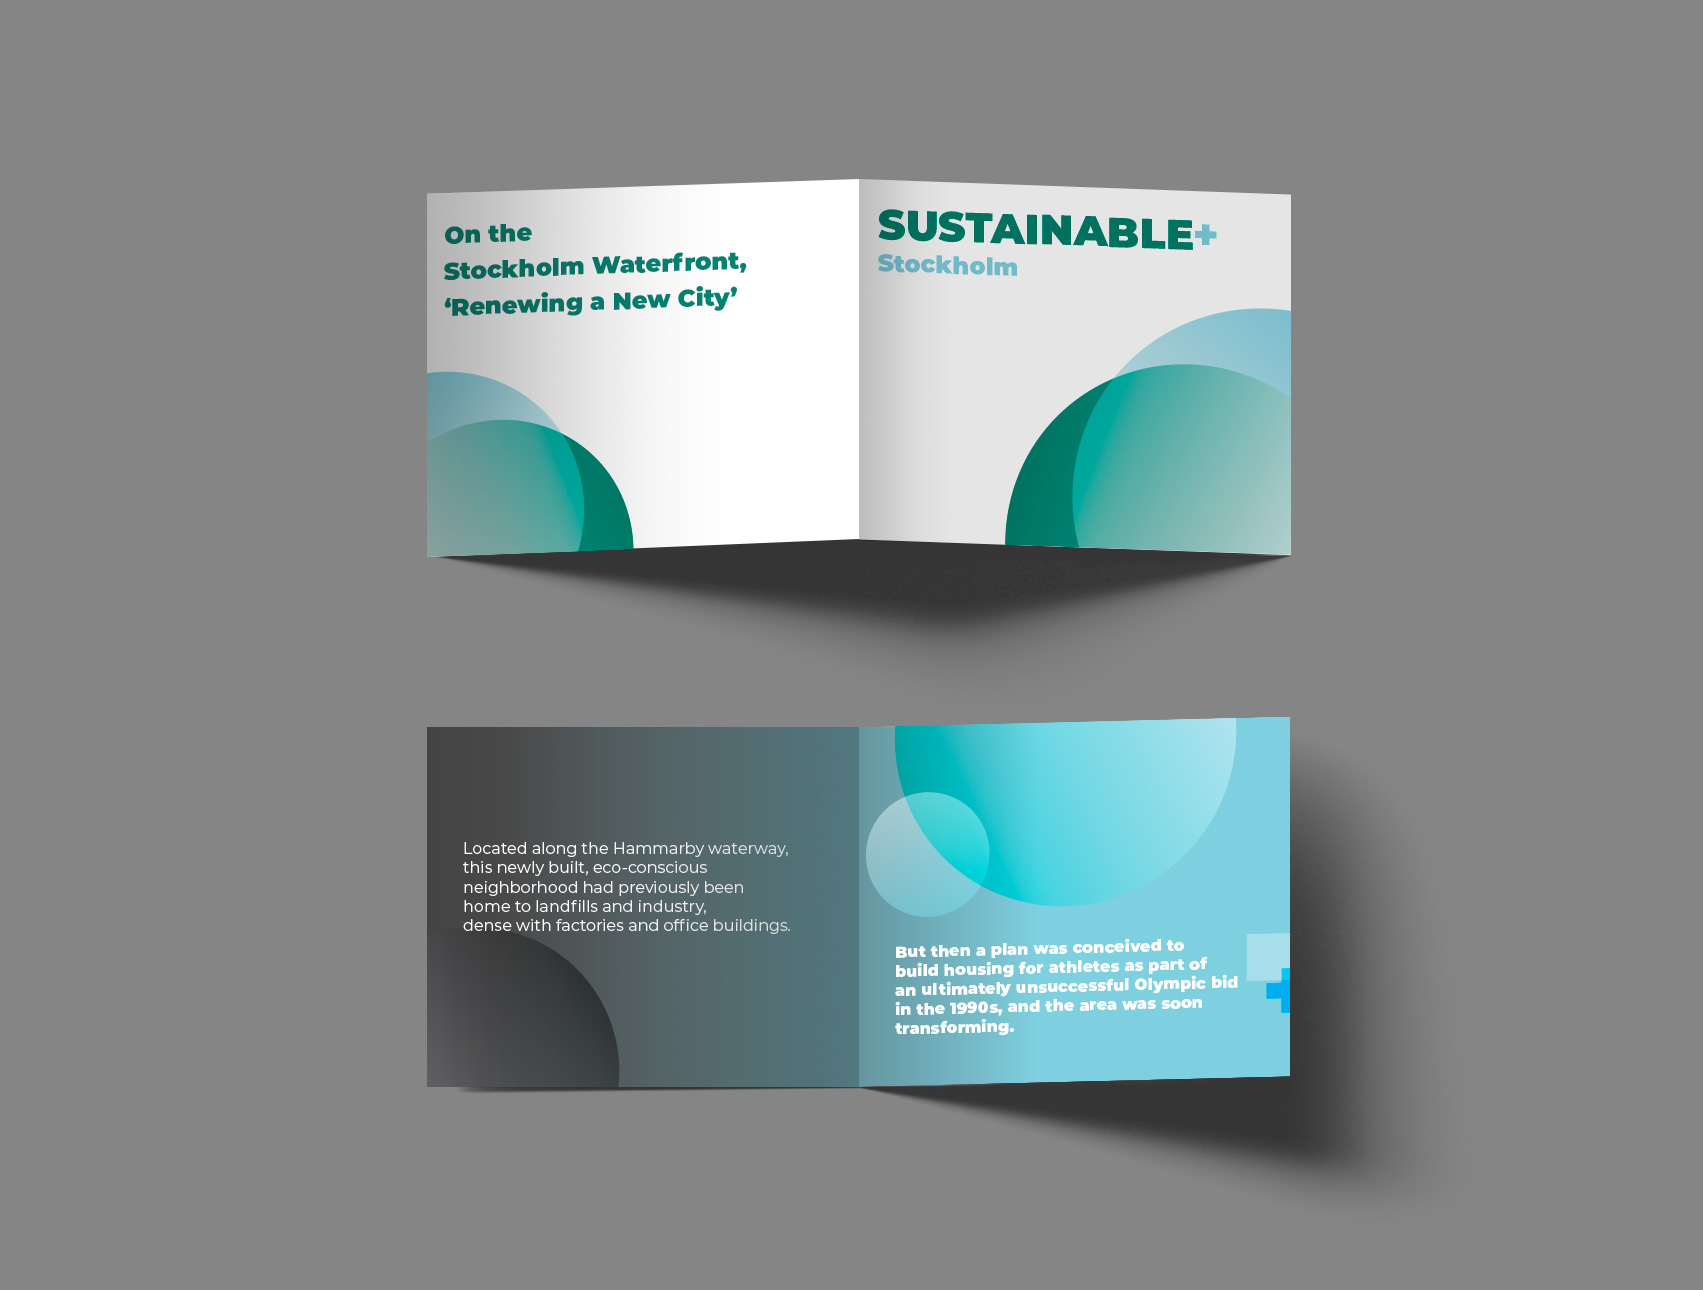 On the
Stockholm Waterfront,
‘Renewing a New City’
SUSTAINABLE+
Stockholm
Located along the Hammarby waterway,
this newly built, eco-conscious
neighborhood had previously been
home to landfills and industry,
dense with factories and office buildings.
But then a plan was conceived to
build housing for athletes as part of
an ultimately unsuccessful Olympic bid
in the 1990s, and the area was soon
transforming.